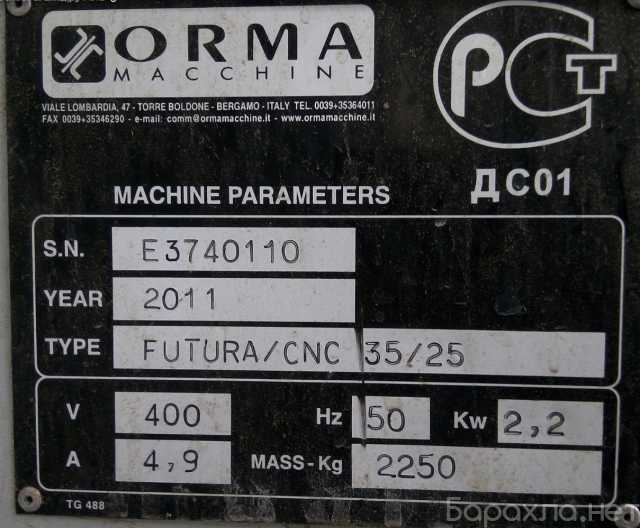 ORMA
MACCHINE
VIALE LOMBARDIA, 47 - TORRE BOLDONE - BERGAMO - ITALY TEL. 0039+35364011
FAX 0039+35346290 - e-mail: comm@ormamacchine.it - www.ormamacchine.it
РСТ
ДС01
MACHINE PARAMETERS
S.N. E3740110
YEAR 2011
TYPE FUTURA/CNC 35/25
V 400 Hz 50 Kw 2,2
A 4,9 MASS-Kg 2250
TG 488
Барахла.нет